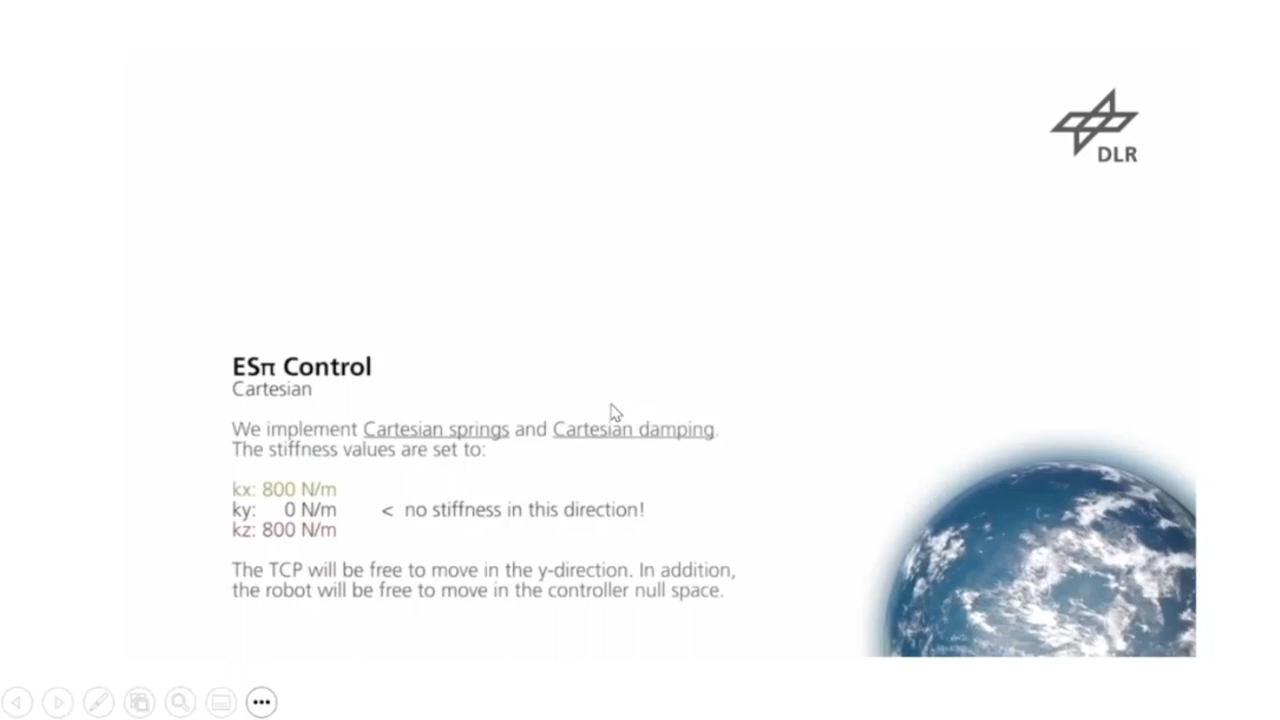 DLR
ESπ Control
Cartesian
We implement Cartesian springs and Cartesian damping.
The stiffness values are set to:
kx: 800 N/m
ky: 0 N/m < no stiffness in this direction!
kz: 800 N/m
The TCP will be free to move in the y-direction. In addition,
the robot will be free to move in the controller null space.